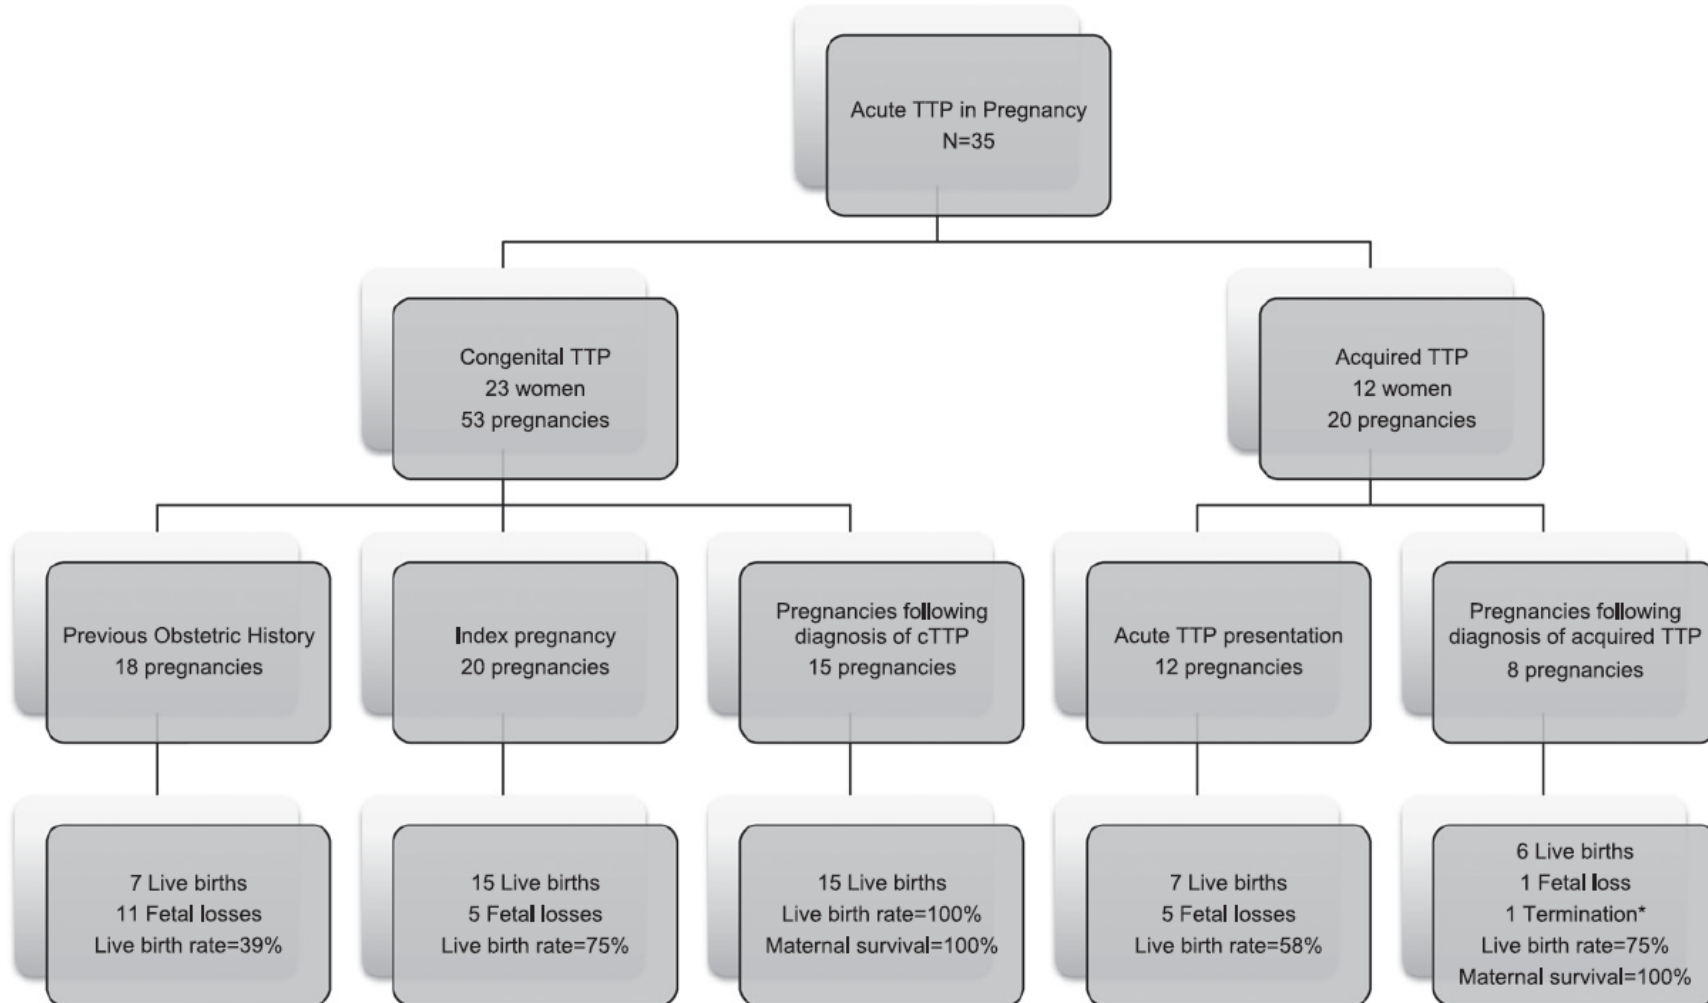 Acute TTP in Pregnancy
N=35
Congenital TTP
23 women
53 pregnancies
Acquired TTP
12 women
20 pregnancies
Previous Obstetric History
18 pregnancies
Index pregnancy
20 pregnancies
Pregnancies following
diagnosis of cTTP
15 pregnancies
Acute TTP presentation
12 pregnancies
Pregnancies following
diagnosis of acquired TTP
8 pregnancies
7 Live births
11 Fetal losses
Live birth rate=39%
15 Live births
5 Fetal losses
Live birth rate=75%
15 Live births
Live birth rate=100%
Maternal survival=100%
7 Live births
5 Fetal losses
Live birth rate=58%
6 Live births
1 Fetal loss
1 Termination*
Live birth rate=75%
Maternal survival=100%